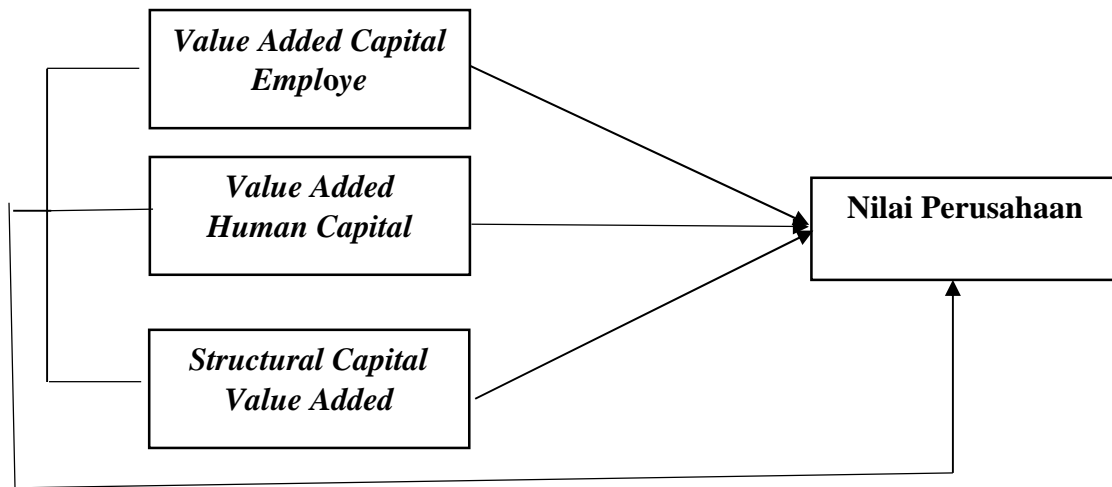 Value Added Capital
Employe
Value Added
Human Capital
Nilai Perusahaan
Structural Capital
Value Added